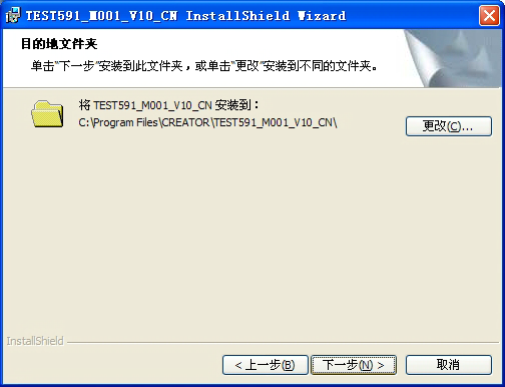 TEST591_M001_V10_CN InstallShield Wizard
目的地文件夹
单击"下一步"安装到此文件夹，或单击"更改"安装到不同的文件夹。
将 TEST591_M001_V10_CN 安装到：
C:\Program Files\CREATOR\TEST591_M001_V10_CN\
更改(C)...
InstallShield
< 上一步(B)
下一步(N) >
取消